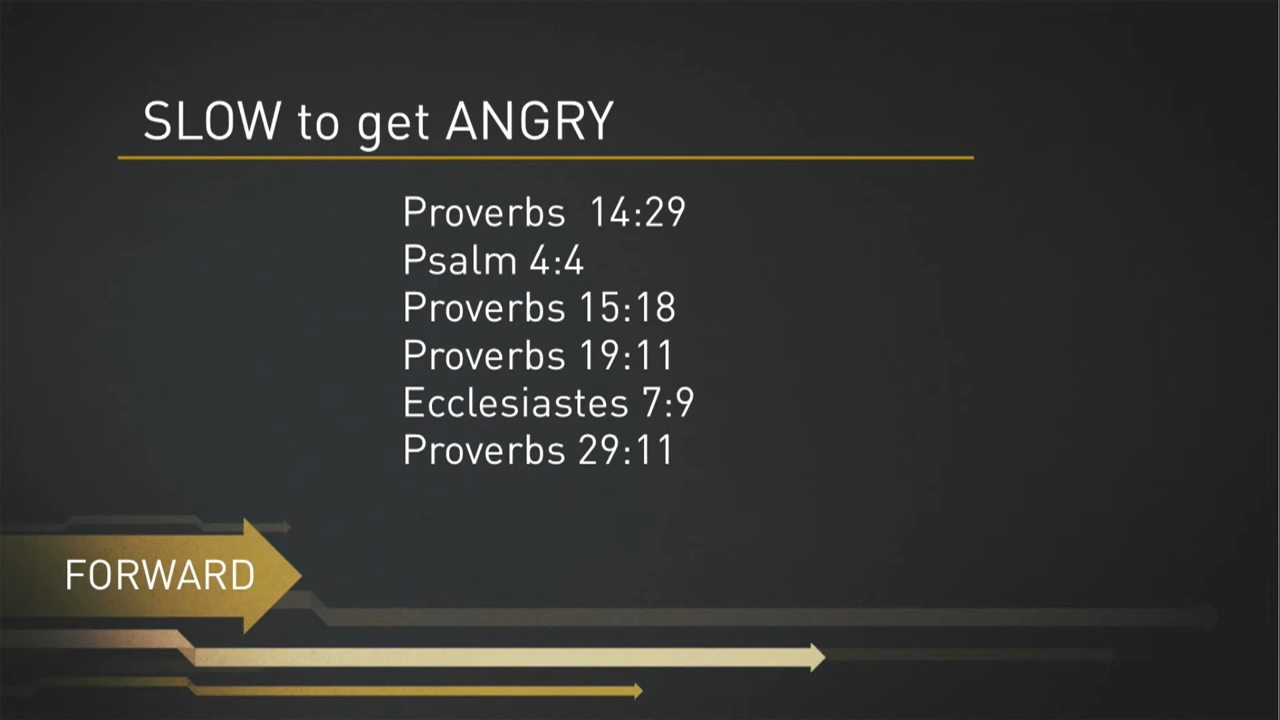 SLOW to get ANGRY
Proverbs  14:29
Psalm 4:4
Proverbs 15:18
Proverbs 19:11
Ecclesiastes 7:9
Proverbs 29:11
FORWARD